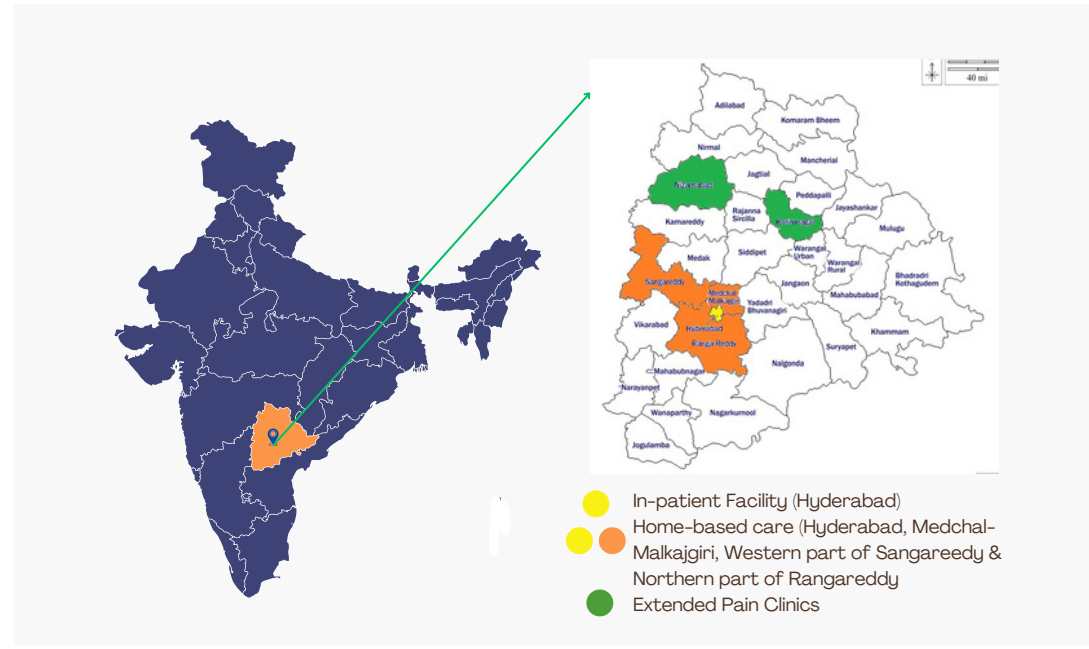 40 mi
Adilabad
Komaram Bheem
Nirmal
Mancherial
Jagtial
Nizamabad
Peddapalli
Jayashankar
Kamareddy
Rajanna
Sircilla
Karimnagar
Mulugu
Medak
Siddipet
Warangal
Urban
Warangal
Rural
Bhadradri
Kothagudem
Sangareddy
Jangaon
Mahabubabad
Medchal
Malkajgiri
Yadadri
Bhuvanagiri
Vikarabad
Hyderabad
Ranga Reddy
Khammam
Suryapet
Nalgonda
Mahabubnagar
Narayanpet
Wanaparthy
Nagarkurnool
Jogulamba
In-patient Facility (Hyderabad)
Home-based care (Hyderabad, Medchal-
Malkajgiri, Western part of Sangareedy &
Northern part of Rangareddy
Extended Pain Clinics